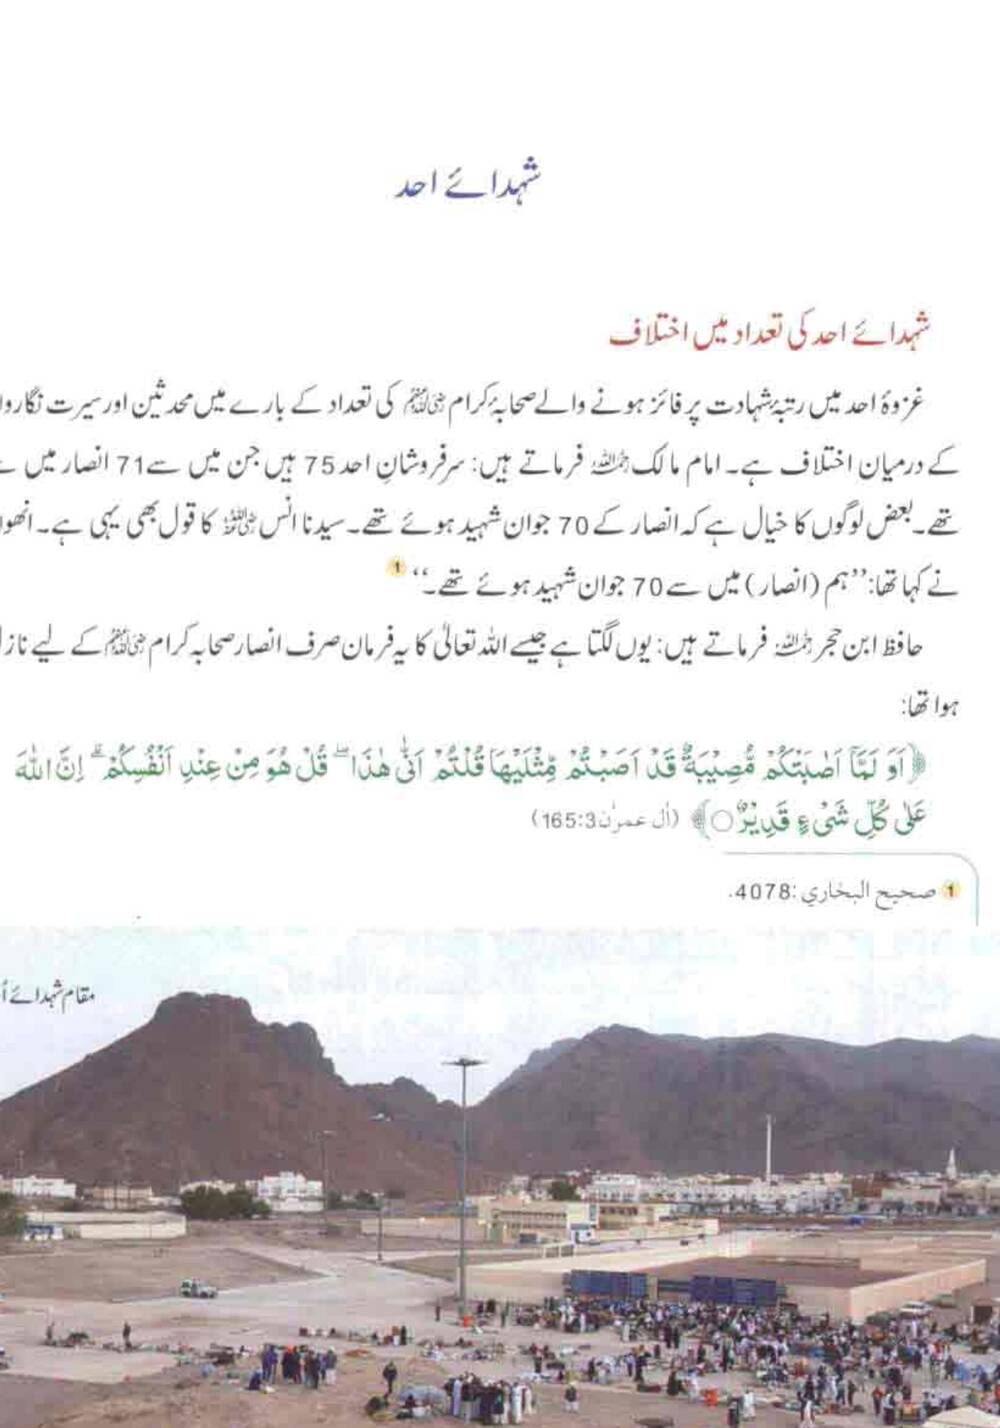 شہدائے احد
شہدائے احد کی تعداد میں اختلاف
غزوۂ احد میں رتبۂ شہادت پر فائز ہونے والے صحابۂ کرام رضی اللہ عنہم کی تعداد کے بارے میں محدثین اور سیرت نگارو
کے درمیان اختلاف ہے۔ امام مالک رحمہ اللہ فرماتے ہیں: سرفروشانِ احد 75 ہیں جن میں سے 71 انصار میں سے
تھے۔ بعض لوگوں کا خیال ہے کہ انصار کے 70 جوان شہید ہوئے تھے۔ سیدنا انس رضی اللہ عنہ کا قول بھی یہی ہے۔ انھو
نے کہا تھا: ’’ہم (انصار) میں سے 70 جوان شہید ہوئے تھے۔‘‘ 1
حافظ ابن حجر رحمہ اللہ فرماتے ہیں: یوں لگتا ہے جیسے اللہ تعالیٰ کا یہ فرمان صرف انصار صحابہ کرام رضی اللہ عنہم کے لیے نازل
ہوا تھا:
﴿اَوَ لَمَّاۤ اَصَابَتْكُمْ مُّصِیْبَةٌ قَدْ اَصَبْتُمْ مِّثْلَیْهَا قُلْتُمْ اَنّٰی هٰذَا ؕ قُلْ هُوَ مِنْ عِنْدِ اَنْفُسِكُمْ ؕ اِنَّ اللّٰهَ
عَلٰی كُلِّ شَیْءٍ قَدِیْرٌ○﴾ (اٰل عمرٰن 165:3)
1 صحيح البخاري: 4078.
مقام شہدائے اُ